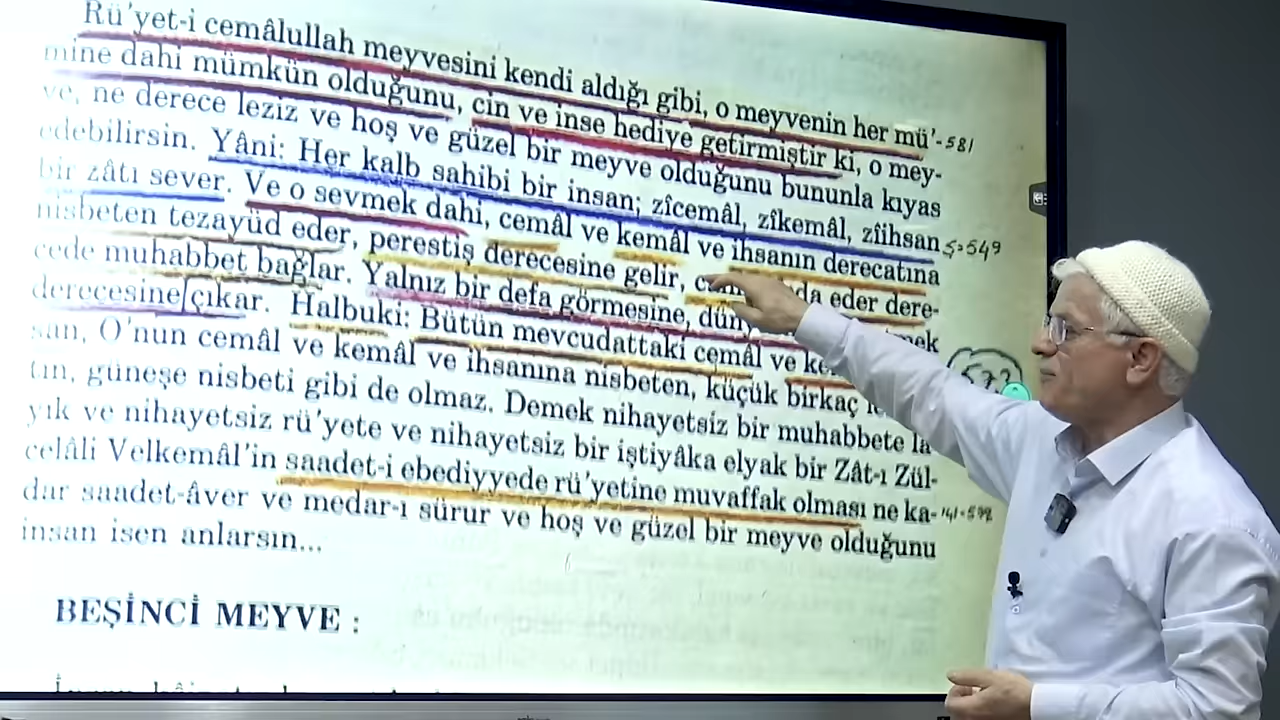 Rü'yet-i cemâlullah meyvesini kendi aldığı gibi, o meyvenin her mü'-
mine dahi mümkün olduğunu, cin ve inse hediye getirmiştir ki, o mey-
ve, ne derece leziz ve hoş ve güzel bir meyve olduğunu bununla kıyas
edebilirsin. Yâni: Her kalb sahibi bir insan; zîcemâl, zîkemâl, zîihsan
bir zâtı sever. Ve o sevmek dahi, cemâl ve kemâl ve ihsanın derecatına
nisbeten tezayüd eder, perestiş derecesine gelir, eder dere-
cede muhabbet bağlar. Yalnız bir defa görmesine,
derecesine çıkar. Halbuki: Bütün mevcudattaki cemâl ve
san, O'nun cemâl ve kemâl ve ihsanına nisbeten, küçük birkaç
tın, güneşe nisbeti gibi de olmaz. Demek nihayetsiz bir muhabbete lâ-
yık ve nihayetsiz rü'yete ve nihayetsiz bir iştiyâka elyak bir Zât-ı Zül-
celâli Velkemâl'in saadet-i ebediyyede rü'yetine muvaffak olması ne ka-
dar saadet-âver ve medar-ı sürur ve hoş ve güzel bir meyve olduğunu
insan isen anlarsın...
BEŞİNCİ MEYVE :
581
549